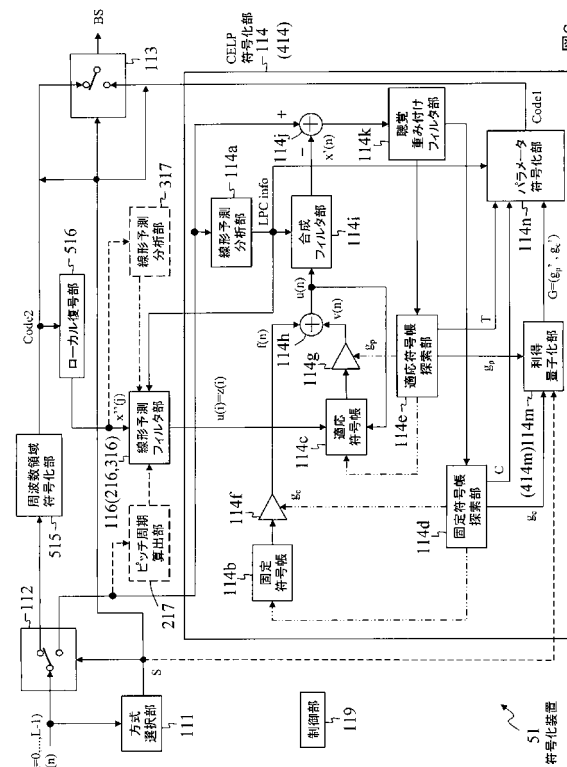 =0,...,L-1)
(n)
112
方式
選択部
111
S
制御部
119
51
符号化装置
周波数領域
符号化部
515
Code2
ローカル復号部
516
x''(j)
116(216,316)
線形予測
フィルタ部
ピッチ周期
算出部
217
線形予測
分析部
317
BS
113
CELP
符号化部
114
(414)
線形予測
分析部
114a
LPC info
u(i)=z(i)
固定
符号帳
114b
適応
符号帳
114c
固定符号帳
探索部
114d
適応符号帳
探索部
114e
114f
gc
114g
gp
114h
f(n)
v(n)
u(n)
合成
フィルタ部
114i
+
−
114j
x'(n)
聴覚
重み付け
フィルタ部
114k
利得
量子化部
(414m)114m
gp
gc
C
T
G=(gp', gc')
パラメータ
符号化部
114n
Code1